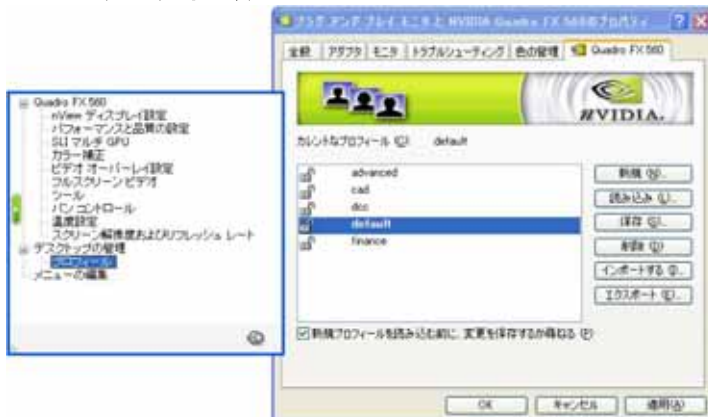 プラグ アンド プレイ モニタ と NVIDIA Quadro FX 560のプロパティ
全般
アダプタ
モニタ
トラブルシューティング
色の管理
Quadro FX 560
NVIDIA.
カレントなプロフィール (C): default
advanced
cad
dcc
default
finance
新規 (N)...
読み込み (L)...
保存 (S)...
削除 (D)
インポートする (I)...
エクスポート (E)...
新規プロフィールを読み込む前に、変更を保存するか尋ねる (P)
OK
キャンセル
適用(A)
Quadro FX 560
nView ディスプレイ設定
パフォーマンスと品質の設定
SLI マルチ GPU
カラー補正
ビデオ オーバーレイ設定
フルスクリーンビデオ
ツール
パン コントロール
温度設定
スクリーン解像度およびリフレッシュ レート
デスクトップの管理
プロフィール
メニューの編集